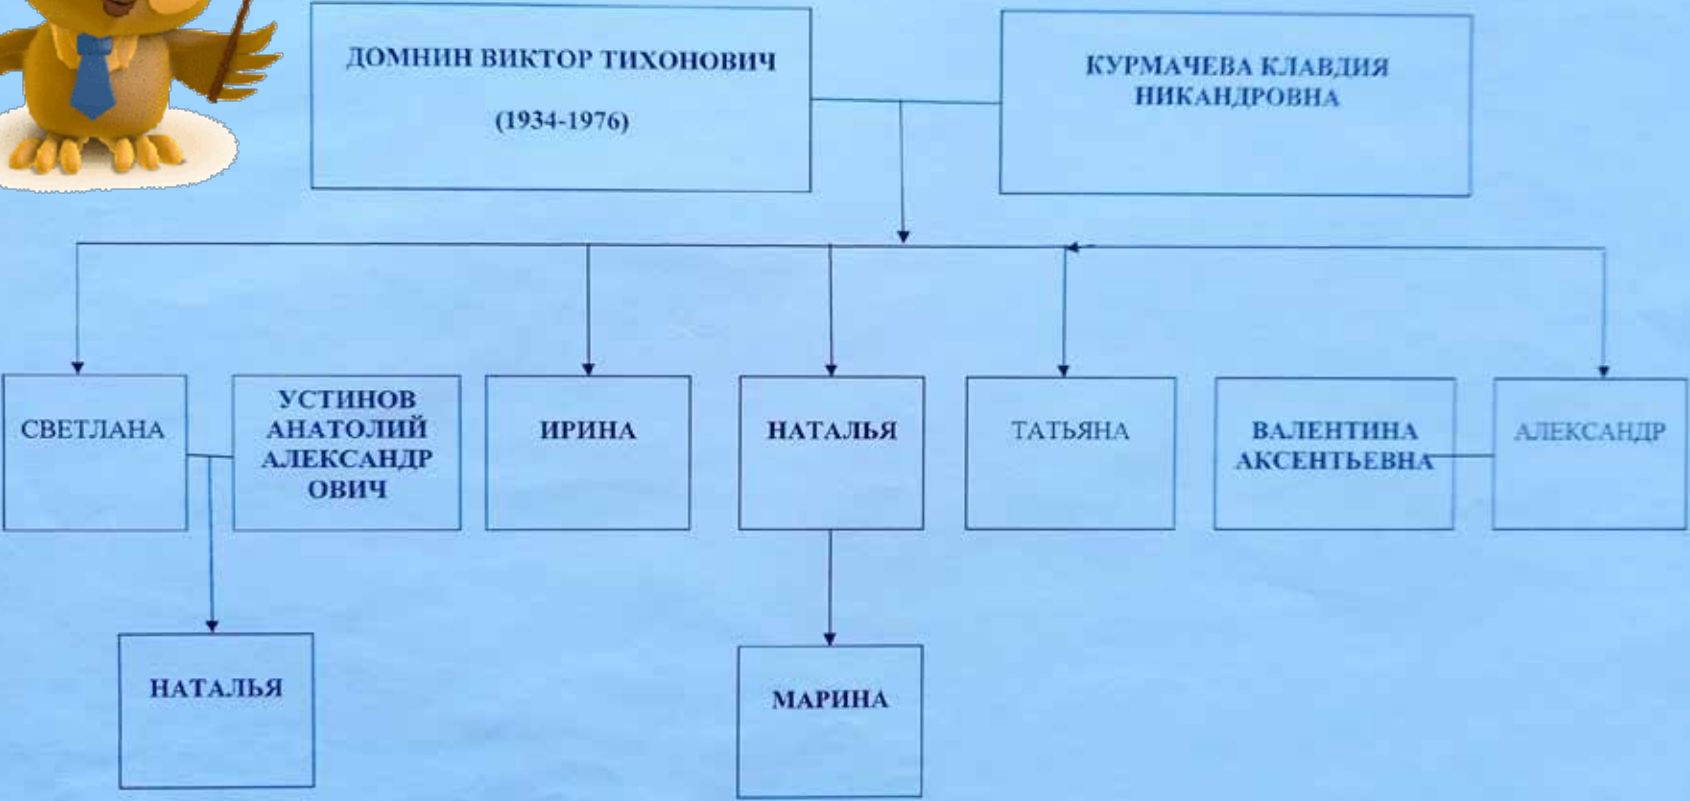 ДОМНИН ВИКТОР ТИХОНОВИЧ
(1934-1976)
КУРМАЧЕВА КЛАВДИЯ
НИКАНДРОВНА
СВЕТЛАНА
УСТИНОВ
АНАТОЛИЙ
АЛЕКСАНДР
ОВИЧ
ИРИНА
НАТАЛЬЯ
ТАТЬЯНА
ВАЛЕНТИНА
АКСЕНТЬЕВНА
АЛЕКСАНДР
НАТАЛЬЯ
МАРИНА